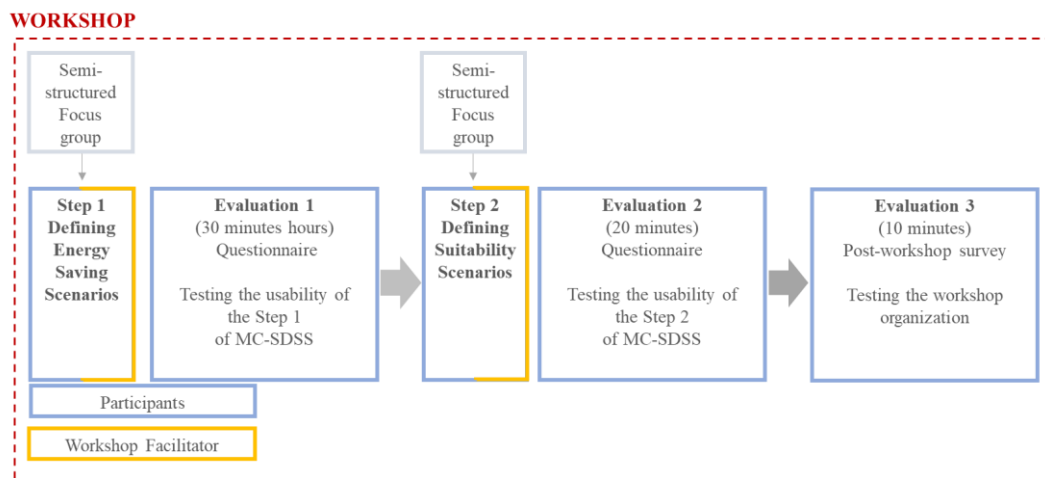 WORKSHOP
Semi-
structured
Focus
group
Semi-
structured
Focus
group
Step 1
Defining
Energy
Saving
Scenarios
Evaluation 1
(30 minutes hours)
Questionnaire
Testing the usability of
the Step 1
of MC-SDSS
Step 2
Defining
Suitability
Scenarios
Evaluation 2
(20 minutes)
Questionnaire
Testing the usability of
the Step 2
of MC-SDSS
Evaluation 3
(10 minutes)
Post-workshop survey
Testing the workshop
organization
Participants
Workshop Facilitator